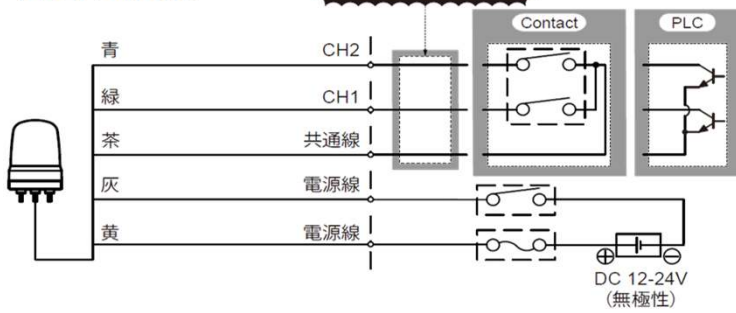 Contact
PLC
青
CH2
緑
CH1
茶
共通線
灰
電源線
黄
電源線
DC 12-24V
(無極性)